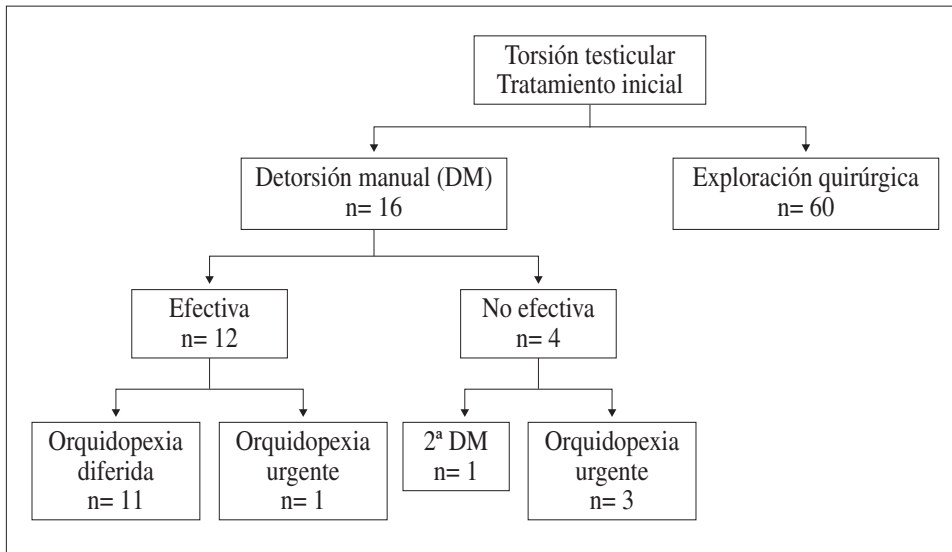 Torsión testicular
Tratamiento inicial
Detorsión manual (DM)
n= 16
Exploración quirúrgica
n= 60
Efectiva
n= 12
No efectiva
n= 4
Orquidopexia
diferida
n= 11
Orquidopexia
urgente
n= 1
2ª DM
n= 1
Orquidopexia
urgente
n= 3